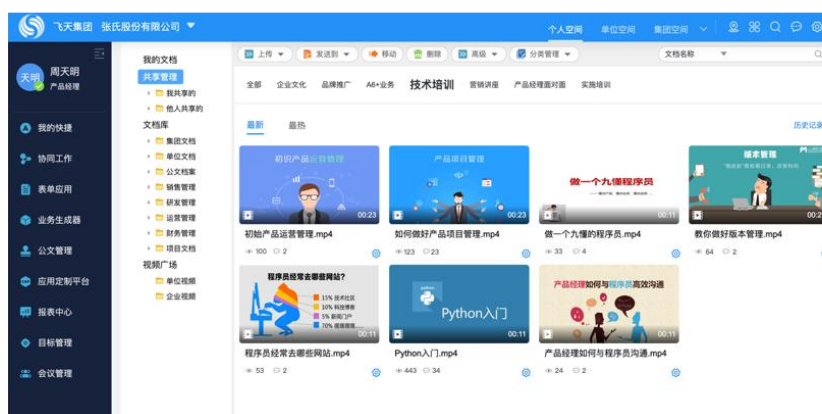 飞天集团 张氏股份有限公司
个人空间 单位空间 集团空间
天明
周天明
产品经理
我的快捷
协同工作
表单应用
业务生成器
公文管理
应用定制平台
报表中心
目标管理
会议管理
我的文档
共享管理
我共享的
他人共享的
文档库
集团文档
单位文档
公文档案
销售管理
研发管理
运营管理
财务管理
项目文档
视频广场
单位视频
企业视频
上传 发送到 移动 删除 高级 分类管理 文档名称
全部 企业文化 品牌推广 A6+业务 技术培训 营销讲座 产品经理面对面 实施培训
最新 最热 历史记录
初识产品运营管理
00:23
初始产品运营管理.mp4
100 2
产品项目管理
00:23
如何做好产品项目管理.mp4
123 23
做一个九懂程序员
00:11
做一个九懂的程序员.mp4
33 4
版本管理
00:2
教你做好版本管理.mp4
64 2
程序员经常去哪些网站?
15% 技术社区
10% 科技博客
5% 新闻门户
00:11
程序员经常去哪些网站.mp4
53 2
python
Python入门
00:11
Python入门.mp4
443 34
产品经理如何与程序员高效沟通
00:11
产品经理如何与程序员沟通.mp4
24 2